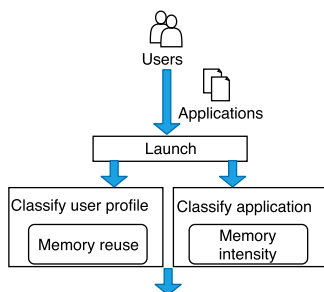 Users
Applications
Launch
Classify user profile
Memory reuse
Classify application
Memory
intensity